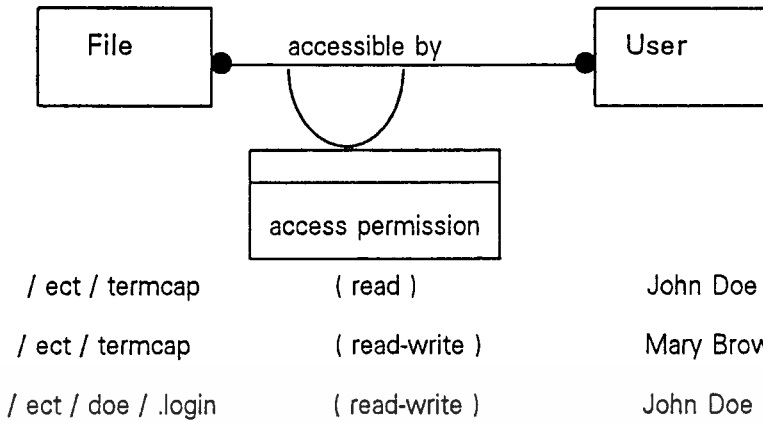 File accessible by User
access permission
/ ect / termcap ( read ) John Doe
/ ect / termcap ( read-write ) Mary Brow
/ ect / doe / .login ( read-write ) John Doe